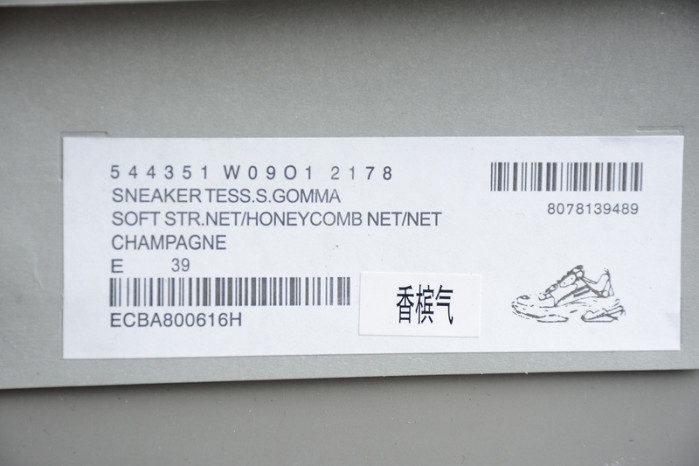 544351 W09O1 2178
SNEAKER TESS.S.GOMMA
SOFT STR.NET/HONEYCOMB NET/NET
CHAMPAGNE
E 39
ECBA800616H
8078139489
香槟气